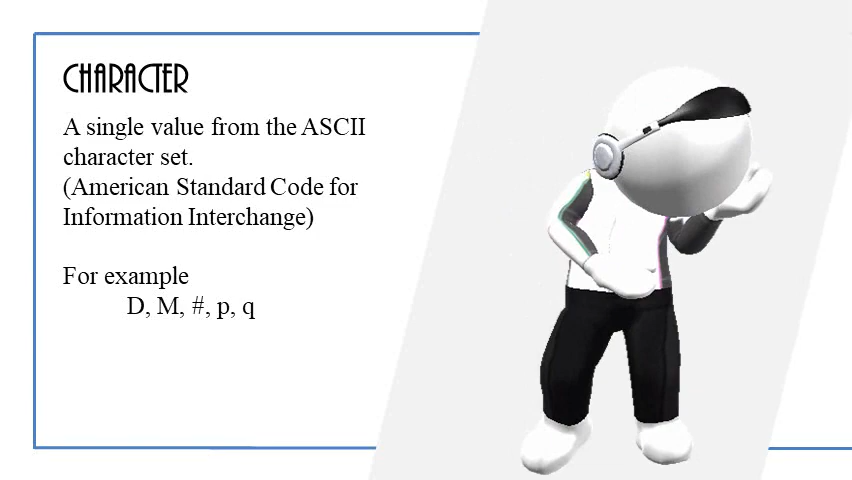 CHARACTER
A single value from the ASCII
character set.
(American Standard Code for
Information Interchange)
For example
D, M, #, p, q